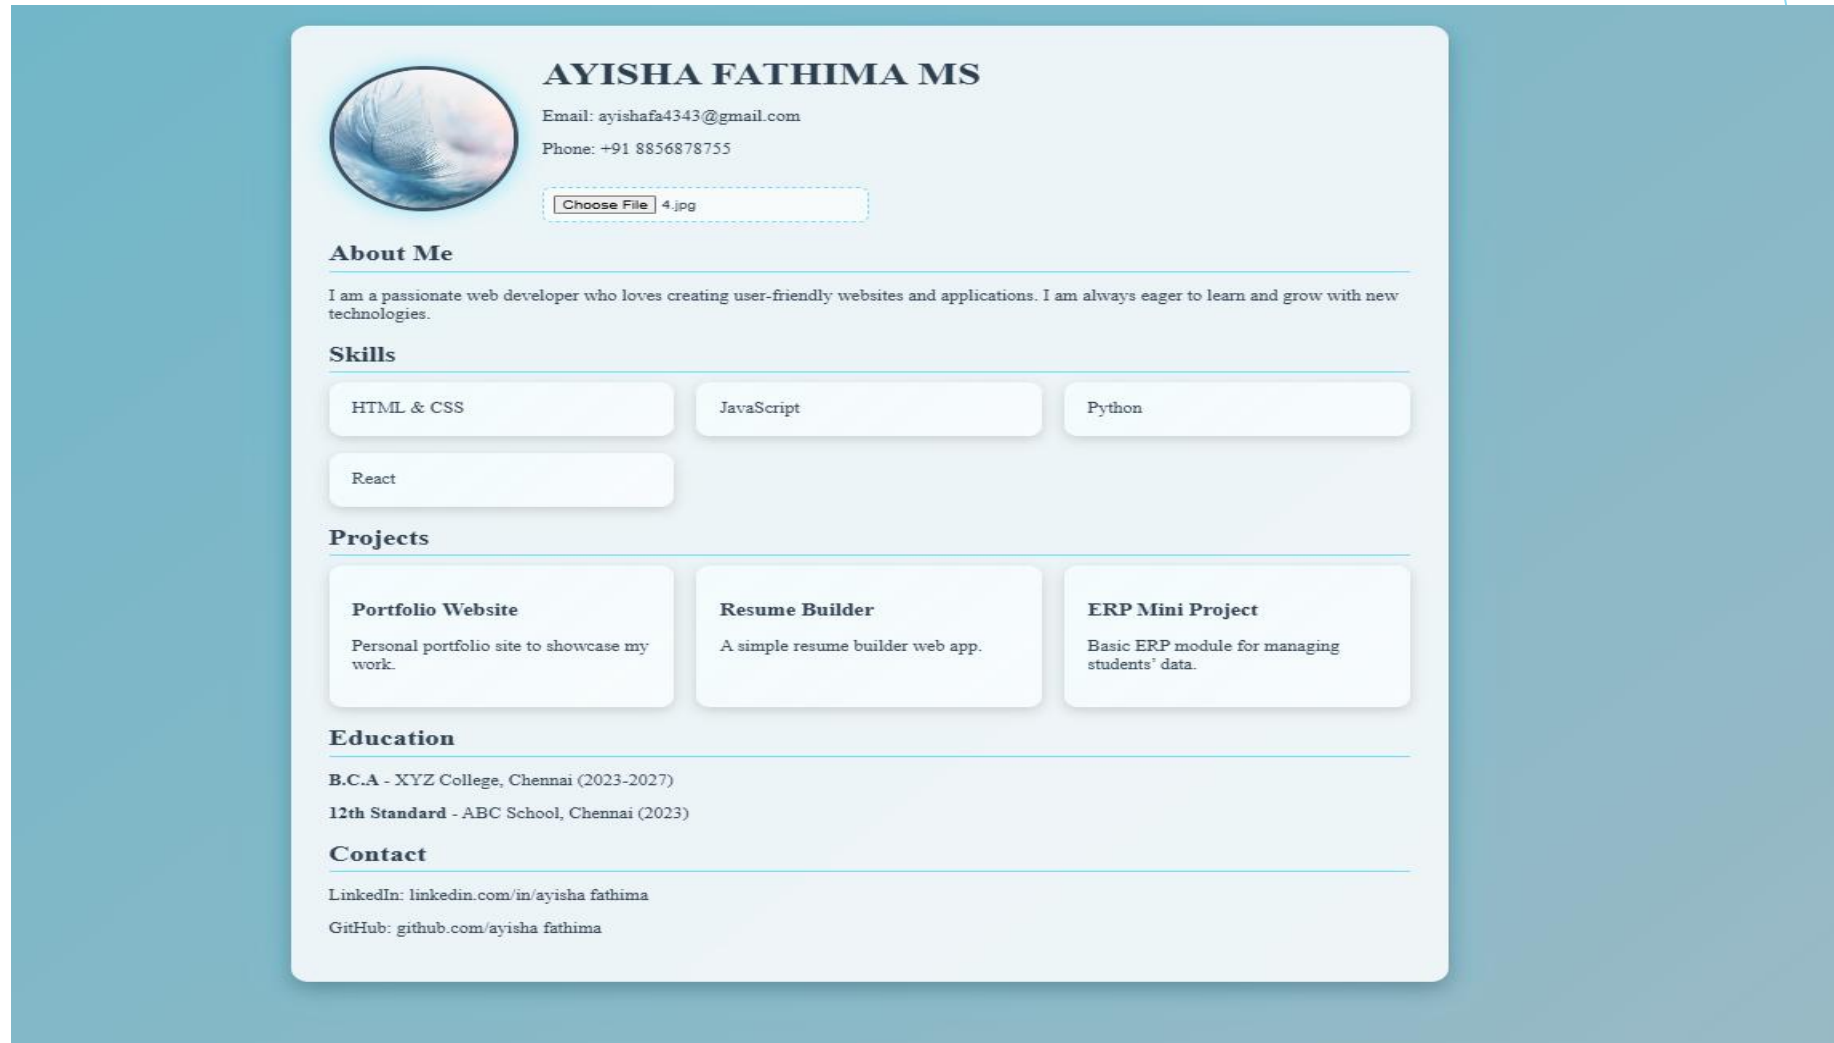 AYISHA FATHIMA MS
Email: ayishafa4343@gmail.com
Phone: +91 8856878755
Choose File 4.jpg
About Me
I am a passionate web developer who loves creating user-friendly websites and applications. I am always eager to learn and grow with new
technologies.
Skills
HTML & CSS
JavaScript
Python
React
Projects
Portfolio Website
Personal portfolio site to showcase my
work.
Resume Builder
A simple resume builder web app.
ERP Mini Project
Basic ERP module for managing
students' data.
Education
B.C.A - XYZ College, Chennai (2023-2027)
12th Standard - ABC School, Chennai (2023)
Contact
LinkedIn: linkedin.com/in/ayisha fathima
GitHub: github.com/ayisha fathima